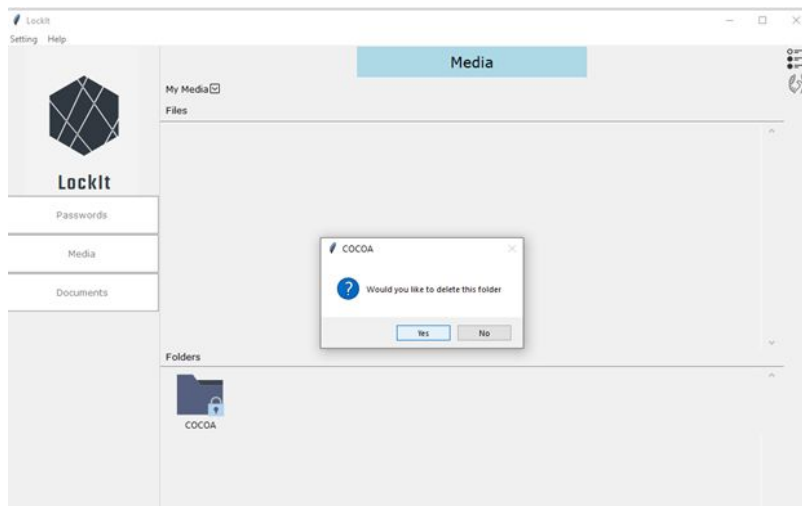 LockIt
Setting Help
Media
My Media
Files
LockIt
Passwords
Media
Documents
COCOA
Would you like to delete this folder
Yes No
Folders
COCOA